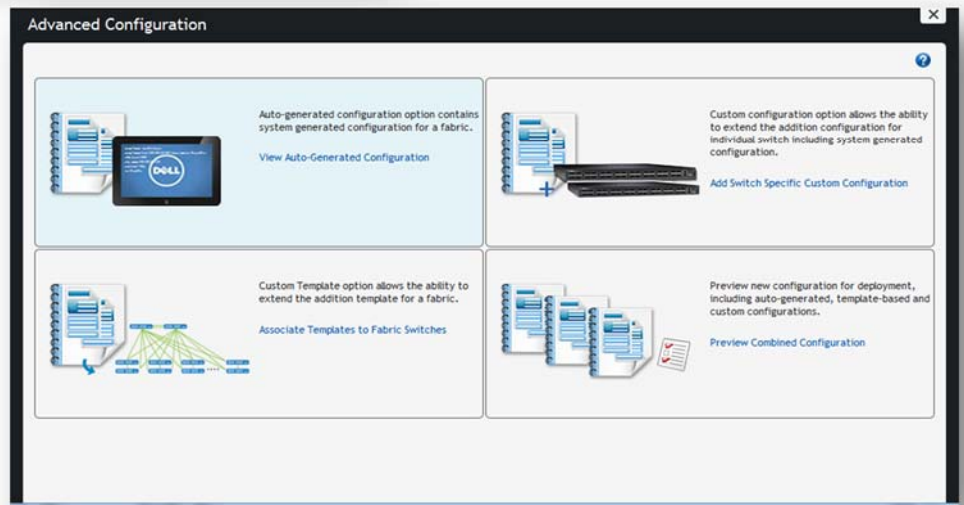 Advanced Configuration
Auto-generated configuration option contains
system generated configuration for a fabric.
View Auto-Generated Configuration
DELL
Custom configuration option allows the ability
to extend the addition configuration for
individual switch including system generated
configuration.
Add Switch Specific Custom Configuration
Custom Template option allows the ability to
extend the addition template for a fabric.
Associate Templates to Fabric Switches
Preview new configuration for deployment,
including auto-generated, template-based and
custom configurations.
Preview Combined Configuration